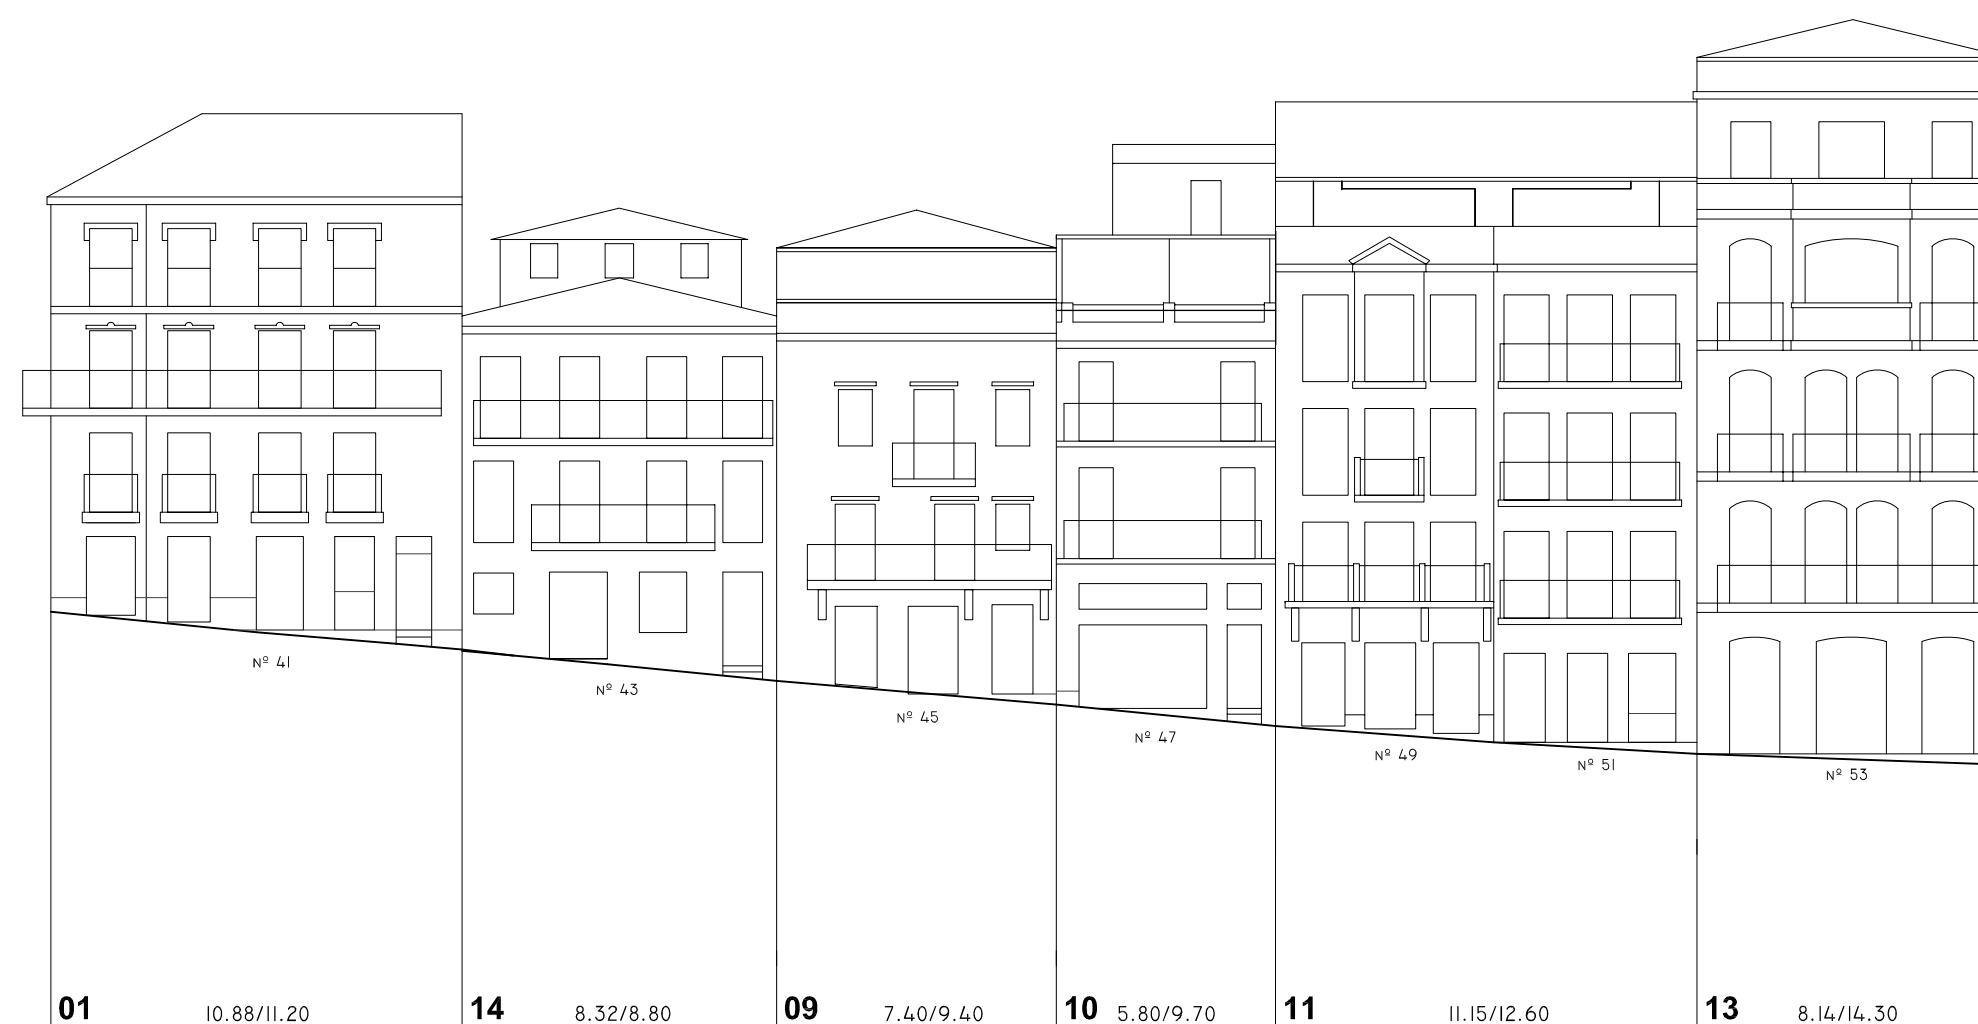 Nº 41
Nº 43
Nº 45
Nº 47
Nº 49
Nº 51
Nº 53
01 10.88/11.20
14 8.32/8.80
09 7.40/9.40
10 5.80/9.70
11 11.15/12.60
13 8.14/14.30